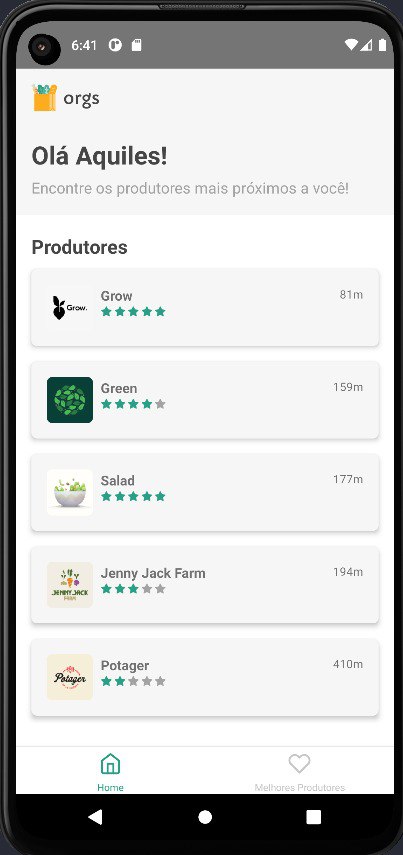 6:41
orgs
Olá Aquiles!
Encontre os produtores mais próximos a você!
Produtores
Grow.
Grow
81m
Green
159m
Salad
177m
JENNY JACK
FARM
Jenny Jack Farm
194m
Potager
Potager
410m
Home
Melhores Produtores